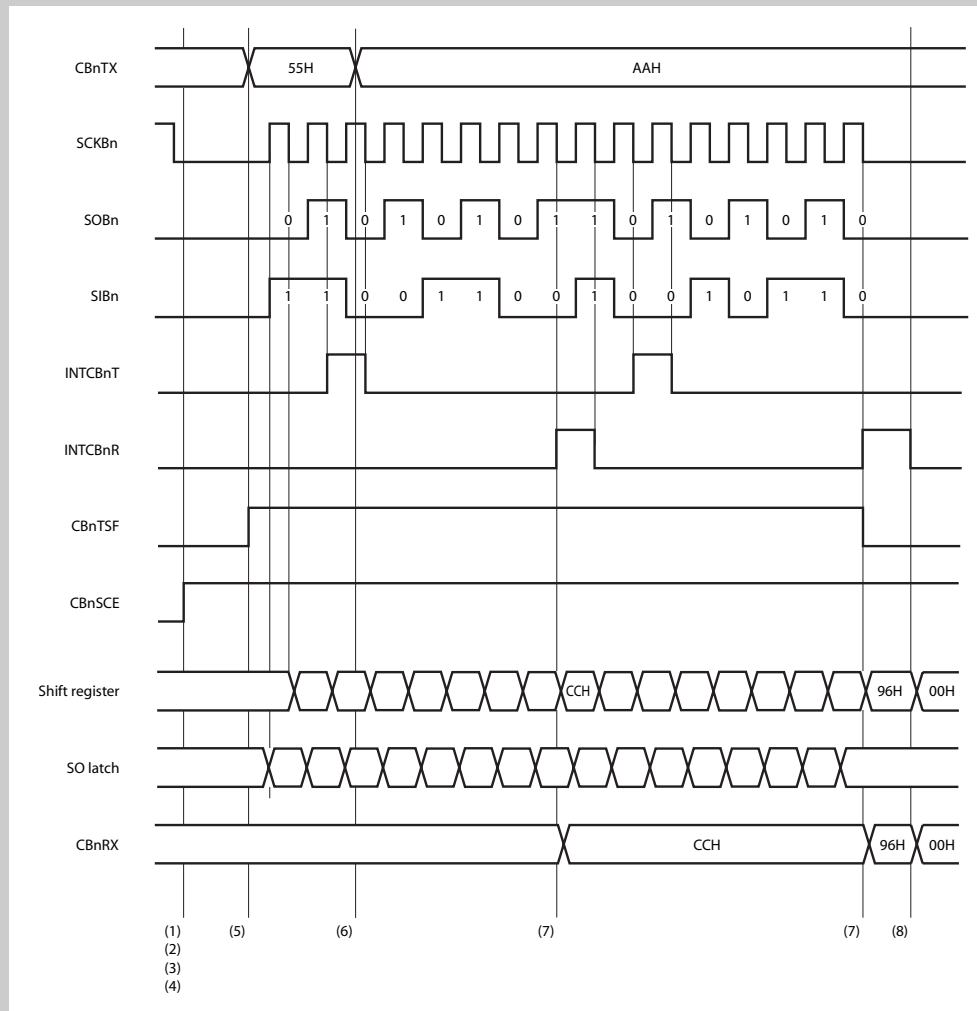 CBnTX 55H AAH
SCKBn
SOBn 0 1 0 1 0 1 0 1 1 0 1 0 1 0 1 0
SIBn 1 1 0 0 1 1 0 0 1 0 0 1 0 1 1 0
INTCBnT
INTCBnR
CBnTSF
CBnSCE
Shift register CCH 96H 00H
SO latch
CBnRX CCH 96H 00H
(1) (5) (6) (7) (7) (8)
(2)
(3)
(4)